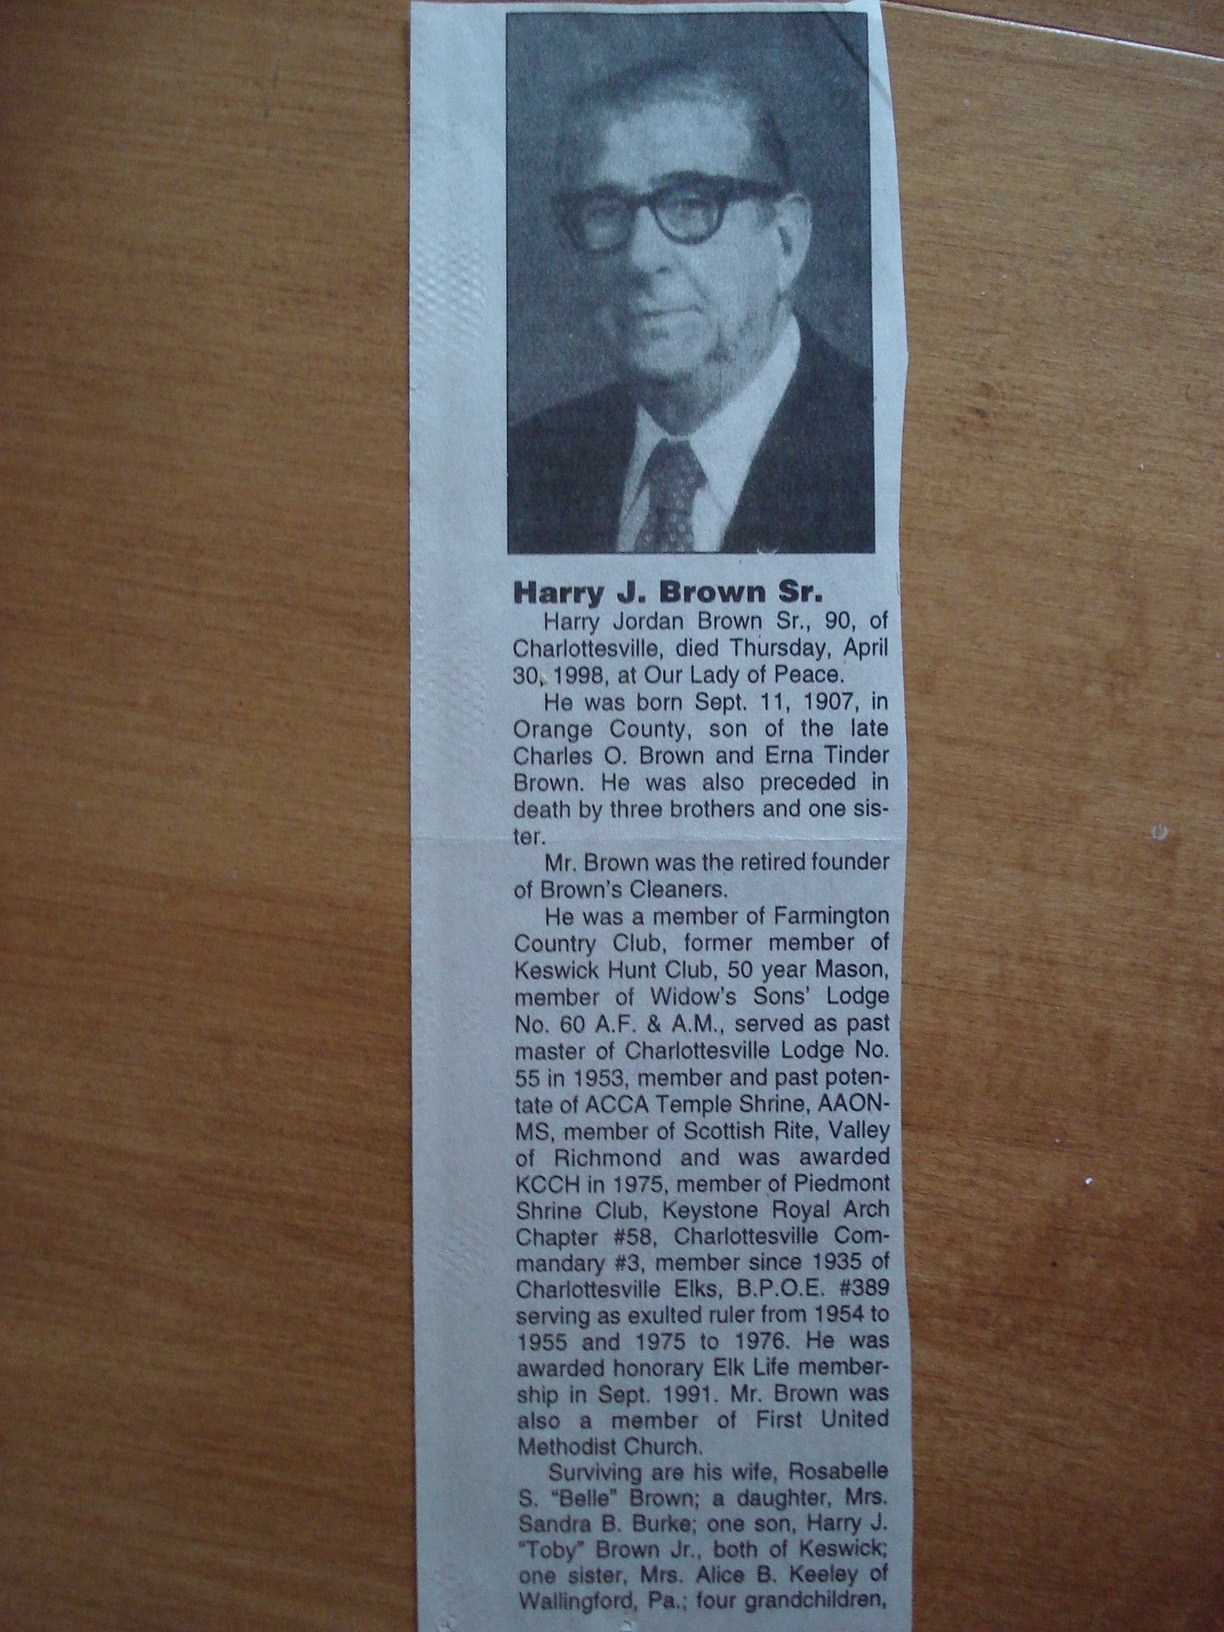 Harry J. Brown Sr.
Harry Jordan Brown Sr., 90, of
Charlottesville, died Thursday, April
30, 1998, at Our Lady of Peace.
He was born Sept. 11, 1907, in
Orange County, son of the late
Charles O. Brown and Erna Tinder
Brown. He was also preceded in
death by three brothers and one sis-
ter.
Mr. Brown was the retired founder
of Brown's Cleaners.
He was a member of Farmington
Country Club, former member of
Keswick Hunt Club, 50 year Mason,
member of Widow's Sons' Lodge
No. 60 A.F. & A.M., served as past
master of Charlottesville Lodge No.
55 in 1953, member and past poten-
tate of ACCA Temple Shrine, AAON-
MS, member of Scottish Rite, Valley
of Richmond and was awarded
KCCH in 1975, member of Piedmont
Shrine Club, Keystone Royal Arch
Chapter #58, Charlottesville Com-
mandary #3, member since 1935 of
Charlottesville Elks, B.P.O.E. #389
serving as exulted ruler from 1954 to
1955 and 1975 to 1976. He was
awarded honorary Elk Life member-
ship in Sept. 1991. Mr. Brown was
also a member of First United
Methodist Church.
Surviving are his wife, Rosabelle
S. "Belle" Brown; a daughter, Mrs.
Sandra B. Burke; one son, Harry J.
"Toby" Brown Jr., both of Keswick;
one sister, Mrs. Alice B. Keeley of
Wallingford, Pa.; four grandchildren,